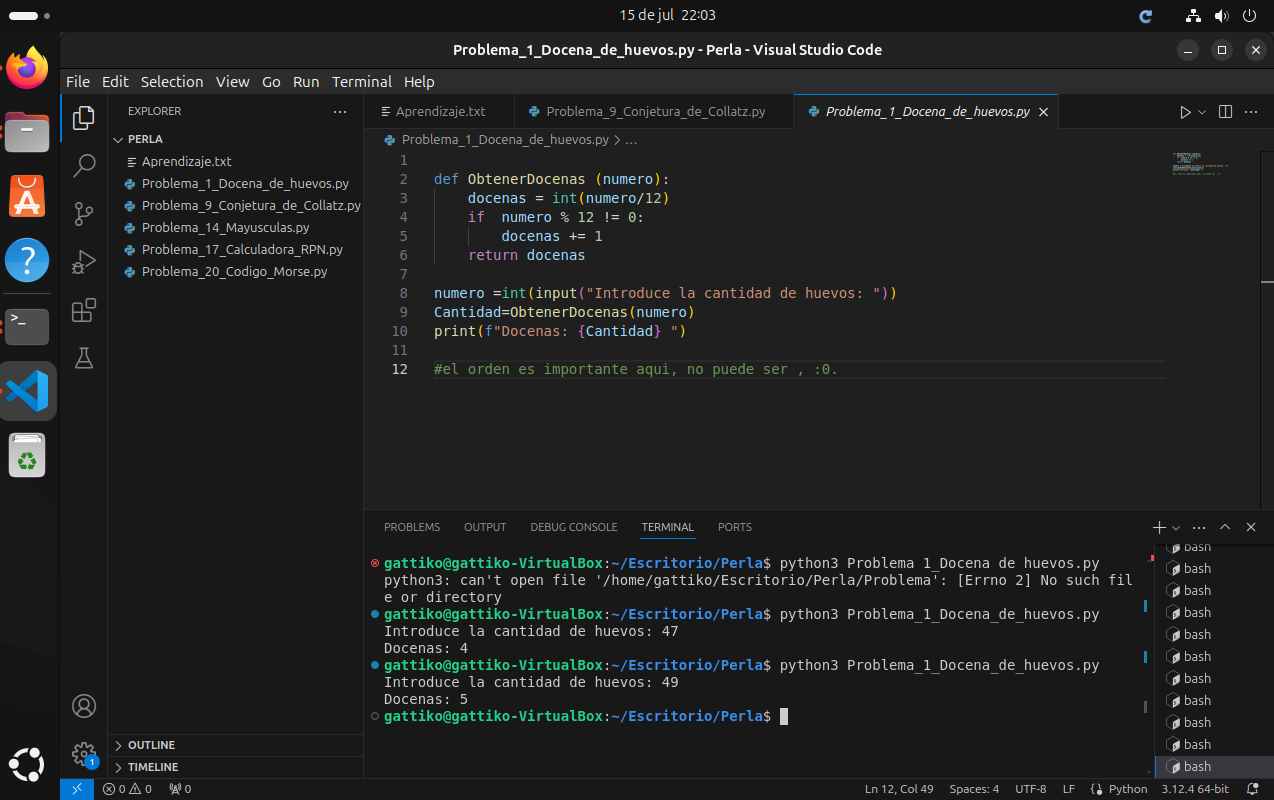 15 de jul 22:03
Problema_1_Docena_de_huevos.py - Perla - Visual Studio Code
File Edit Selection View Go Run Terminal Help
EXPLORER
PERLA
Aprendizaje.txt
Problema_1_Docena_de_huevos.py
Problema_9_Conjetura_de_Collatz.py
Problema_14_Mayusculas.py
Problema_17_Calculadora_RPN.py
Problema_20_Codigo_Morse.py
OUTLINE
TIMELINE
Aprendizaje.txt Problema_9_Conjetura_de_Collatz.py Problema_1_Docena_de_huevos.py
Problema_1_Docena_de_huevos.py > ...
1
2 def ObtenerDocenas (numero):
3 docenas = int(numero/12)
4 if  numero % 12 != 0:
5 docenas += 1
6 return docenas
7
8 numero =int(input("Introduce la cantidad de huevos: "))
9 Cantidad=ObtenerDocenas(numero)
10 print(f"Docenas: {Cantidad} ")
11
12 #el orden es importante aqui, no puede ser , :0.
PROBLEMS OUTPUT DEBUG CONSOLE TERMINAL PORTS
gattiko@gattiko-VirtualBox:~/Escritorio/Perla$ python3 Problema 1_Docena de huevos.py
python3: can't open file '/home/gattiko/Escritorio/Perla/Problema': [Errno 2] No such fil
e or directory
gattiko@gattiko-VirtualBox:~/Escritorio/Perla$ python3 Problema_1_Docena_de_huevos.py
Introduce la cantidad de huevos: 47
Docenas: 4
gattiko@gattiko-VirtualBox:~/Escritorio/Perla$ python3 Problema_1_Docena_de_huevos.py
Introduce la cantidad de huevos: 49
Docenas: 5
gattiko@gattiko-VirtualBox:~/Escritorio/Perla$
bash
bash
bash
bash
bash
bash
bash
bash
bash
bash
bash
1
0 0 0 Ln 12, Col 49 Spaces: 4 UTF-8 LF Python 3.12.4 64-bit